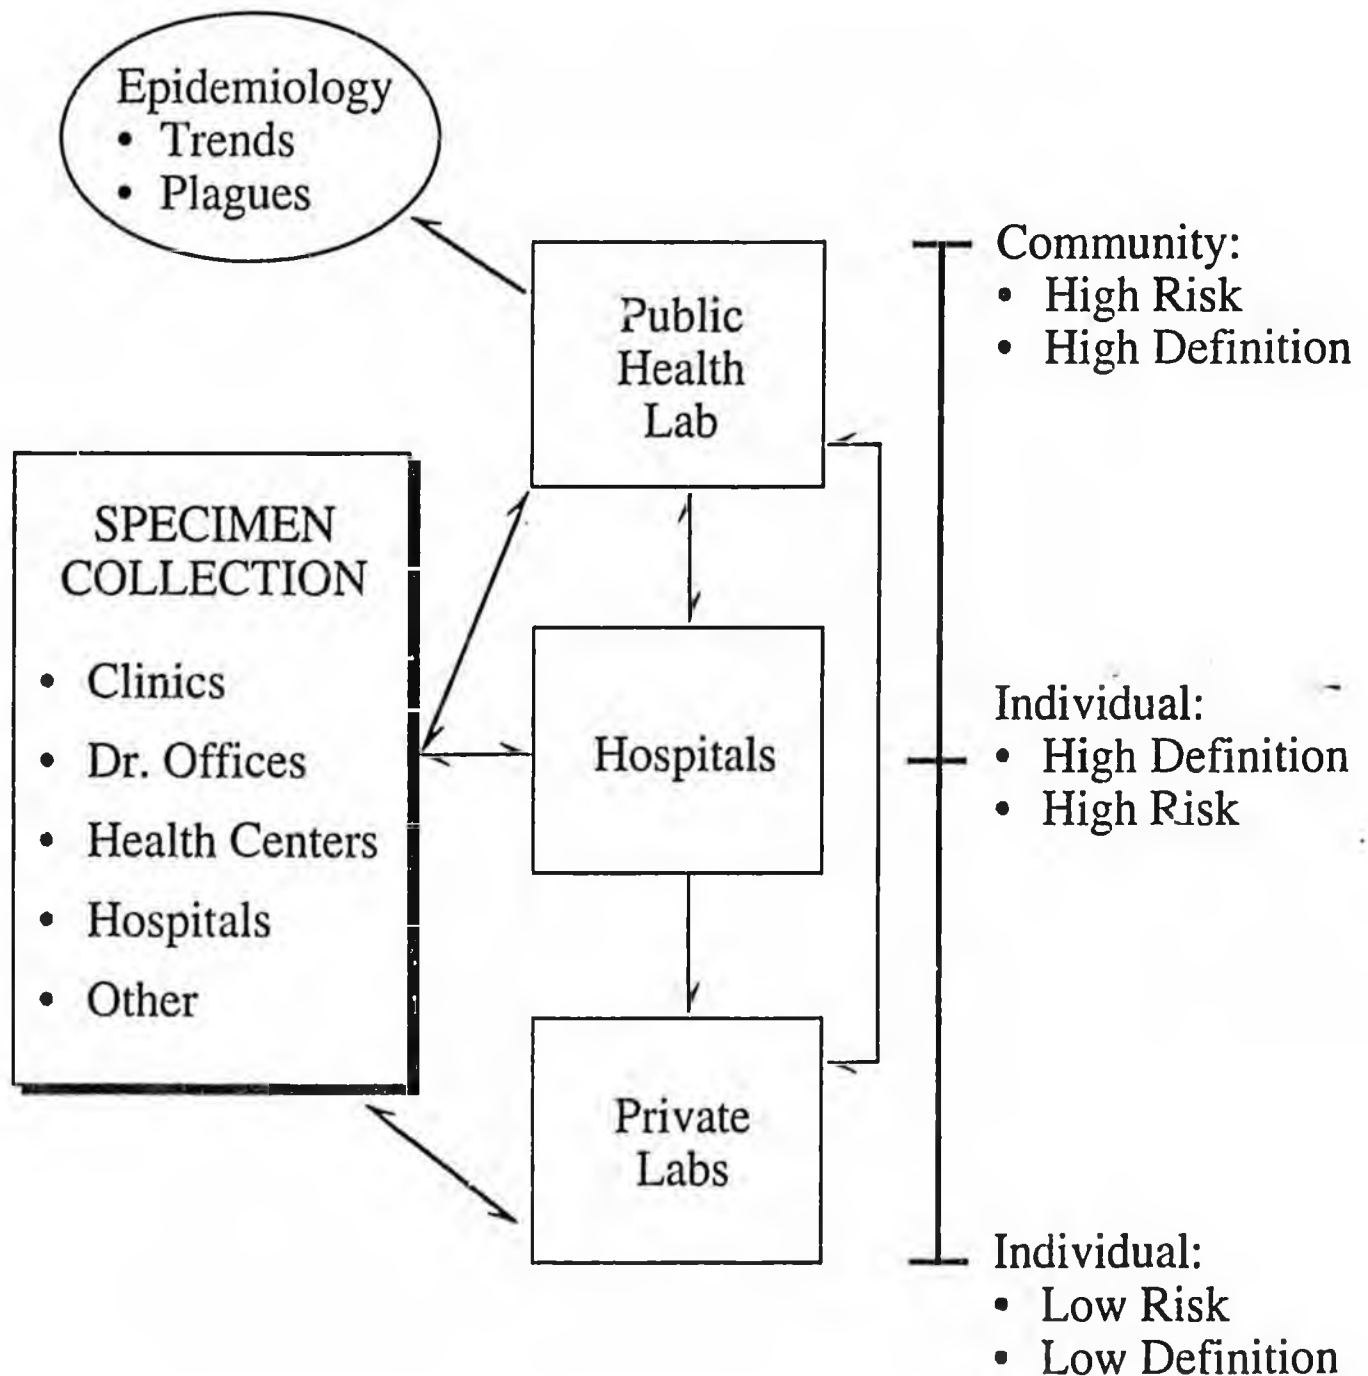 Epidemiology
• Trends
• Plagues
Public
Health
Lab
Community:
• High Risk
• High Definition
SPECIMEN
COLLECTION
• Clinics
• Dr. Offices
• Health Centers
• Hospitals
• Other
Hospitals
Individual:
• High Definition
• High Risk
Private
Labs
Individual:
• Low Risk
• Low Definition